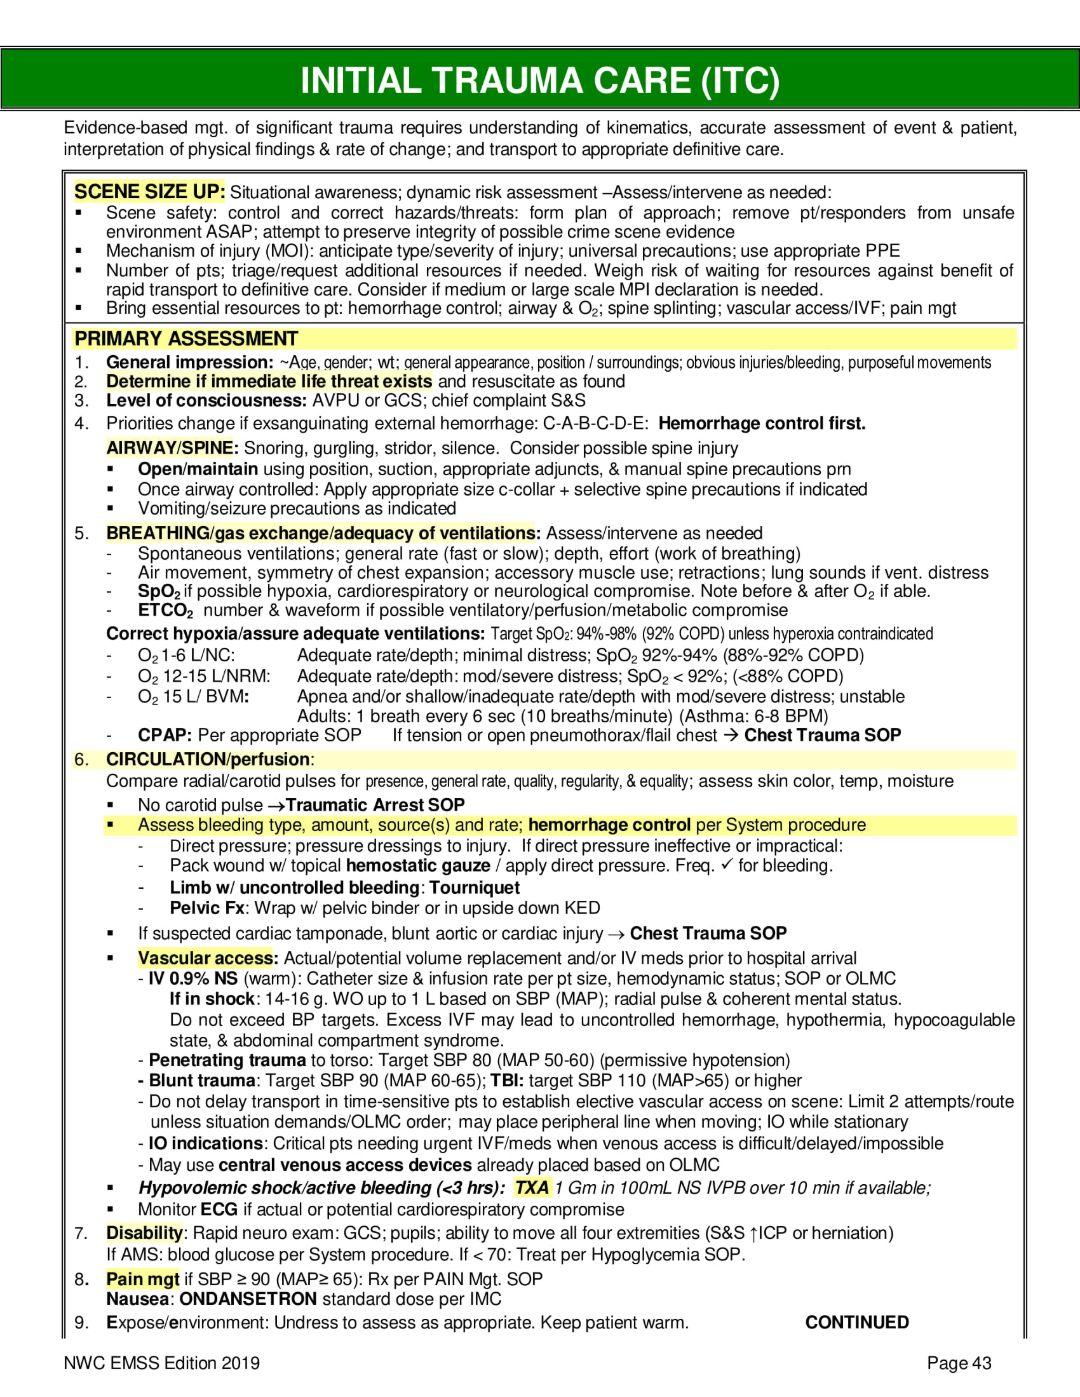 INITIAL TRAUMA CARE (ITC)
Evidence-based mgt. of significant trauma requires understanding of kinematics, accurate assessment of event & patient,
interpretation of physical findings & rate of change; and transport to appropriate definitive care.
SCENE SIZE UP: Situational awareness; dynamic risk assessment –Assess/intervene as needed:
▪ Scene safety: control and correct hazards/threats: form plan of approach; remove pt/responders from unsafe
environment ASAP; attempt to preserve integrity of possible crime scene evidence
▪ Mechanism of injury (MOI): anticipate type/severity of injury; universal precautions; use appropriate PPE
▪ Number of pts; triage/request additional resources if needed. Weigh risk of waiting for resources against benefit of
rapid transport to definitive care. Consider if medium or large scale MPI declaration is needed.
▪ Bring essential resources to pt: hemorrhage control; airway & O2; spine splinting; vascular access/IVF; pain mgt
PRIMARY ASSESSMENT
1. General impression: ~Age, gender; wt; general appearance, position / surroundings; obvious injuries/bleeding, purposeful movements
2. Determine if immediate life threat exists and resuscitate as found
3. Level of consciousness: AVPU or GCS; chief complaint S&S
4. Priorities change if exsanguinating external hemorrhage: C-A-B-C-D-E: Hemorrhage control first.
AIRWAY/SPINE: Snoring, gurgling, stridor, silence. Consider possible spine injury
▪ Open/maintain using position, suction, appropriate adjuncts, & manual spine precautions prn
▪ Once airway controlled: Apply appropriate size c-collar + selective spine precautions if indicated
▪ Vomiting/seizure precautions as indicated
5. BREATHING/gas exchange/adequacy of ventilations: Assess/intervene as needed
- Spontaneous ventilations; general rate (fast or slow); depth, effort (work of breathing)
- Air movement, symmetry of chest expansion; accessory muscle use; retractions; lung sounds if vent. distress
- SpO2 if possible hypoxia, cardiorespiratory or neurological compromise. Note before & after O2 if able.
- ETCO2 number & waveform if possible ventilatory/perfusion/metabolic compromise
Correct hypoxia/assure adequate ventilations: Target SpO2: 94%-98% (92% COPD) unless hyperoxia contraindicated
- O2 1-6 L/NC: Adequate rate/depth; minimal distress; SpO2 92%-94% (88%-92% COPD)
- O2 12-15 L/NRM: Adequate rate/depth: mod/severe distress; SpO2 < 92%; (<88% COPD)
- O2 15 L/ BVM: Apnea and/or shallow/inadequate rate/depth with mod/severe distress; unstable
Adults: 1 breath every 6 sec (10 breaths/minute) (Asthma: 6-8 BPM)
- CPAP: Per appropriate SOP If tension or open pneumothorax/flail chest → Chest Trauma SOP
6. CIRCULATION/perfusion:
Compare radial/carotid pulses for presence, general rate, quality, regularity, & equality; assess skin color, temp, moisture
▪ No carotid pulse →Traumatic Arrest SOP
▪ Assess bleeding type, amount, source(s) and rate; hemorrhage control per System procedure
- Direct pressure; pressure dressings to injury. If direct pressure ineffective or impractical:
- Pack wound w/ topical hemostatic gauze / apply direct pressure. Freq. ✓ for bleeding.
- Limb w/ uncontrolled bleeding: Tourniquet
- Pelvic Fx: Wrap w/ pelvic binder or in upside down KED
▪ If suspected cardiac tamponade, blunt aortic or cardiac injury → Chest Trauma SOP
▪ Vascular access: Actual/potential volume replacement and/or IV meds prior to hospital arrival
- IV 0.9% NS (warm): Catheter size & infusion rate per pt size, hemodynamic status; SOP or OLMC
If in shock: 14-16 g. WO up to 1 L based on SBP (MAP); radial pulse & coherent mental status.
Do not exceed BP targets. Excess IVF may lead to uncontrolled hemorrhage, hypothermia, hypocoagulable
state, & abdominal compartment syndrome.
- Penetrating trauma to torso: Target SBP 80 (MAP 50-60) (permissive hypotension)
- Blunt trauma: Target SBP 90 (MAP 60-65); TBI: target SBP 110 (MAP>65) or higher
- Do not delay transport in time-sensitive pts to establish elective vascular access on scene: Limit 2 attempts/route
unless situation demands/OLMC order; may place peripheral line when moving; IO while stationary
- IO indications: Critical pts needing urgent IVF/meds when venous access is difficult/delayed/impossible
- May use central venous access devices already placed based on OLMC
▪ Hypovolemic shock/active bleeding (<3 hrs): TXA 1 Gm in 100mL NS IVPB over 10 min if available;
▪ Monitor ECG if actual or potential cardiorespiratory compromise
7. Disability: Rapid neuro exam: GCS; pupils; ability to move all four extremities (S&S ↑ICP or herniation)
If AMS: blood glucose per System procedure. If < 70: Treat per Hypoglycemia SOP.
8. Pain mgt if SBP ≥ 90 (MAP≥ 65): Rx per PAIN Mgt. SOP
Nausea: ONDANSETRON standard dose per IMC
9. Expose/environment: Undress to assess as appropriate. Keep patient warm. CONTINUED
NWC EMSS Edition 2019 Page 43